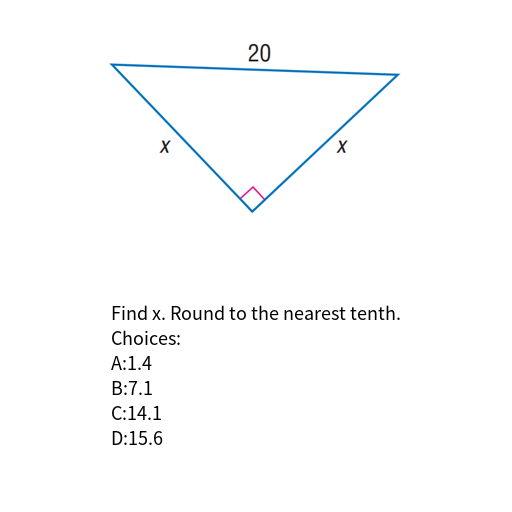 20
x
x
Find x. Round to the nearest tenth.
Choices:
A:1.4
B:7.1
C:14.1
D:15.6